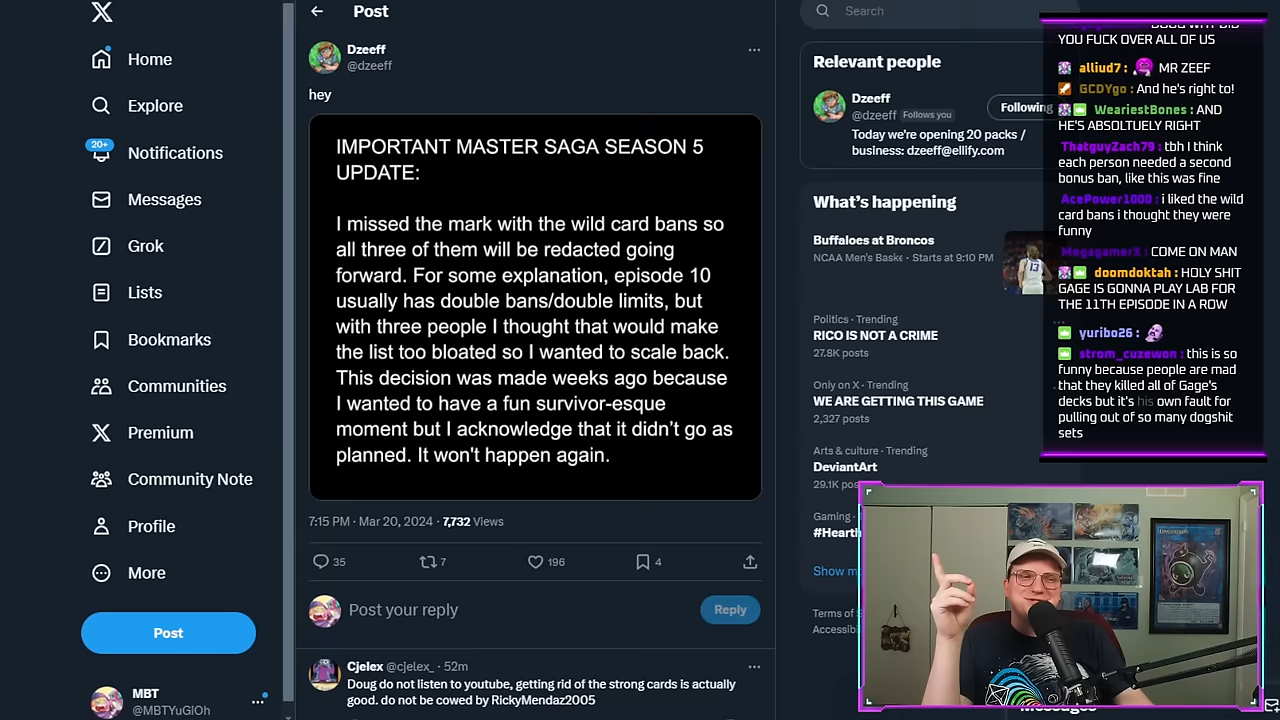 Home
Explore
20+
Notifications
Messages
Grok
Lists
Bookmarks
Communities
Premium
Community Note
Profile
More
Post
MBT
@MBTYuGiOh
Post
Dzeeff
@dzeeff
hey
IMPORTANT MASTER SAGA SEASON 5
UPDATE:
I missed the mark with the wild card bans so
all three of them will be redacted going
forward. For some explanation, episode 10
usually has double bans/double limits, but
with three people I thought that would make
the list too bloated so I wanted to scale back.
This decision was made weeks ago because
I wanted to have a fun survivor-esque
moment but I acknowledge that it didn't go as
planned. It won't happen again.
7:15 PM · Mar 20, 2024 · 7,732 Views
35
7
196
4
Post your reply
Reply
Cjelex @cjelex_ · 52m
Doug do not listen to youtube. getting rid of the strong cards is actually
good. do not be cowed by RickyMendaz2005
Search
Relevant people
Dzeeff
@dzeeff Follows you
Following
Today we're opening 20 packs /
business: dzeeff@ellify.com
What's happening
Buffaloes at Broncos
NCAA Men's Baske · Starts at 9:10 PM
Politics · Trending
RICO IS NOT A CRIME
27.8K posts
Only on X · Trending
WE ARE GETTING THIS GAME
2,327 posts
Arts & culture · Trending
DeviantArt
29.1K pos
Gaming ·
#Hearth
Show m
Terms of
Accessibi
YOU FUCK OVER ALL OF US
alliud7 : MR ZEEF
GCDYgo : And he's right to!
WeariestBones : AND
HE'S ABSOLTUELY RIGHT
ThatguyZach79 : tbh I think
each person needed a second
bonus ban, like this was fine
AcePower1000 : i liked the wild
card bans i thought they were
funny
MegagamerX : COME ON MAN
doomdoktah : HOLY SHIT
GAGE IS GONNA PLAY LAB FOR
THE 11TH EPISODE IN A ROW
yuribo26 :
strom_cuzewon : this is so
funny because people are mad
that they killed all of Gage's
decks but it's his own fault for
pulling out of so many dogshit
sets